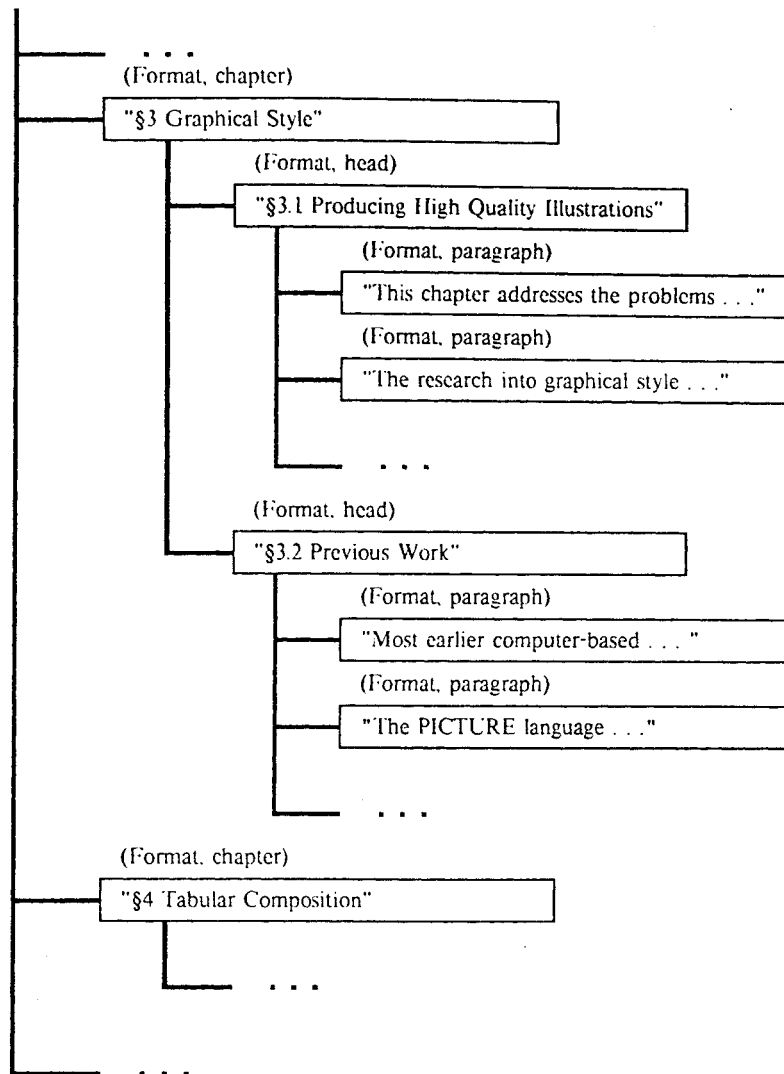 . . .
(Format, chapter)
"§3 Graphical Style"
(Format, head)
"§3.1 Producing High Quality Illustrations"
(Format, paragraph)
"This chapter addresses the problems . . ."
(Format, paragraph)
"The research into graphical style . . ."
. . .
(Format, head)
"§3.2 Previous Work"
(Format, paragraph)
"Most earlier computer-based . . . "
(Format, paragraph)
"The PICTURE language . . ."
. . .
(Format, chapter)
"§4 Tabular Composition"
. . .
. . .